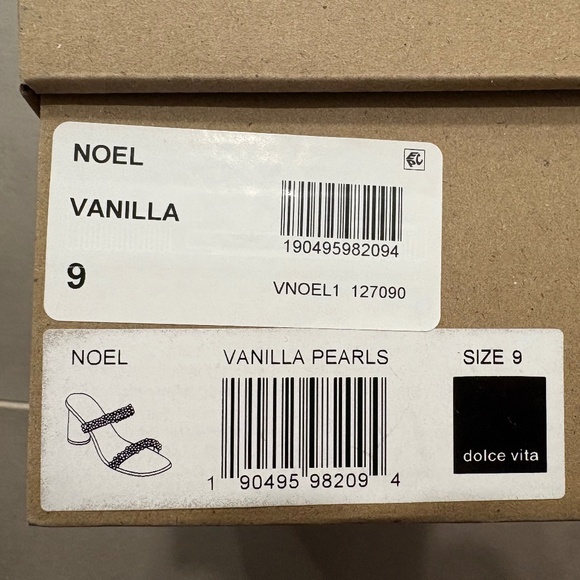 NOEL
VANILLA
190495982094
9
VNOEL1 127090
NOEL
VANILLA PEARLS
SIZE 9
1 90495 98209 4
dolce vita